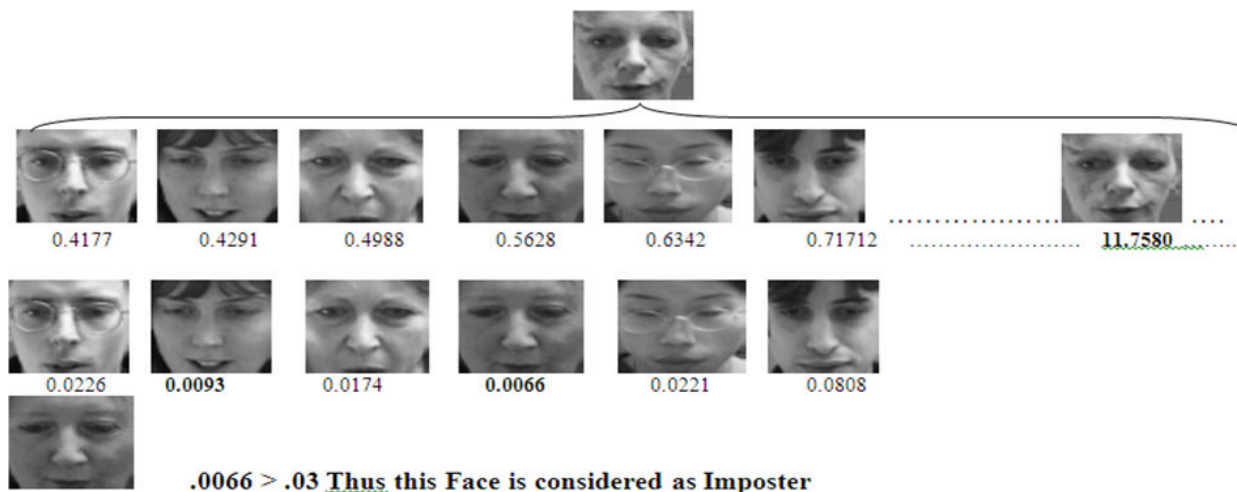 0.4177 0.4291 0.4988 0.5628 0.6342 0.71712 ........................ 11.7580 ..........
0.0226 0.0093 0.0174 0.0066 0.0221 0.0808
.0066 > .03 Thus this Face is considered as Imposter